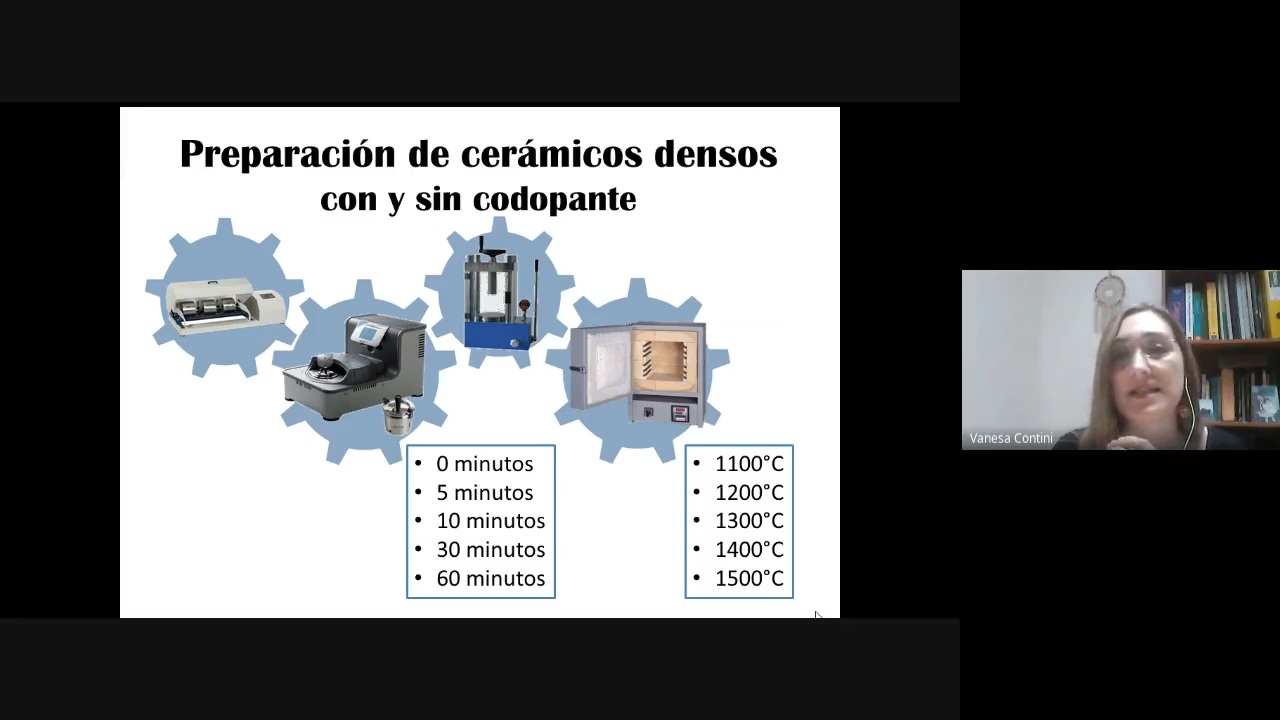 Preparación de cerámicos densos
con y sin codopante
• 0 minutos
• 5 minutos
• 10 minutos
• 30 minutos
• 60 minutos
• 1100°C
• 1200°C
• 1300°C
• 1400°C
• 1500°C
Vanesa Contini